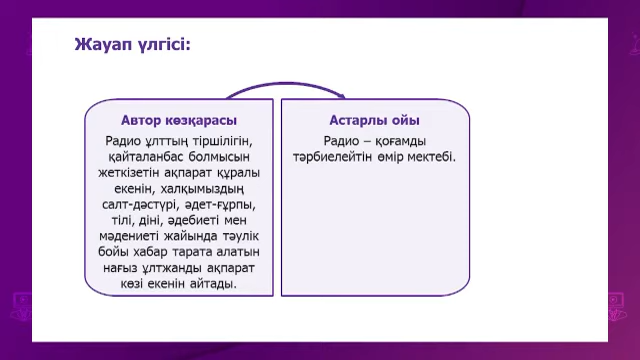 Жауап үлгісі:
Автор көзқарасы
Радио ұлттың тіршілігін,
қайталанбас болмысын
жеткізетін ақпарат құралы
екенін, халқымыздың
салт-дәстүрі, әдет-ғұрпы,
тілі, діні, әдебиеті мен
мәдениеті жайында тәулік
бойы хабар тарата алатын
нағыз ұлтжанды ақпарат
көзі екенін айтады.
Астарлы ойы
Радио – қоғамды
тәрбиелейтін өмір мектебі.